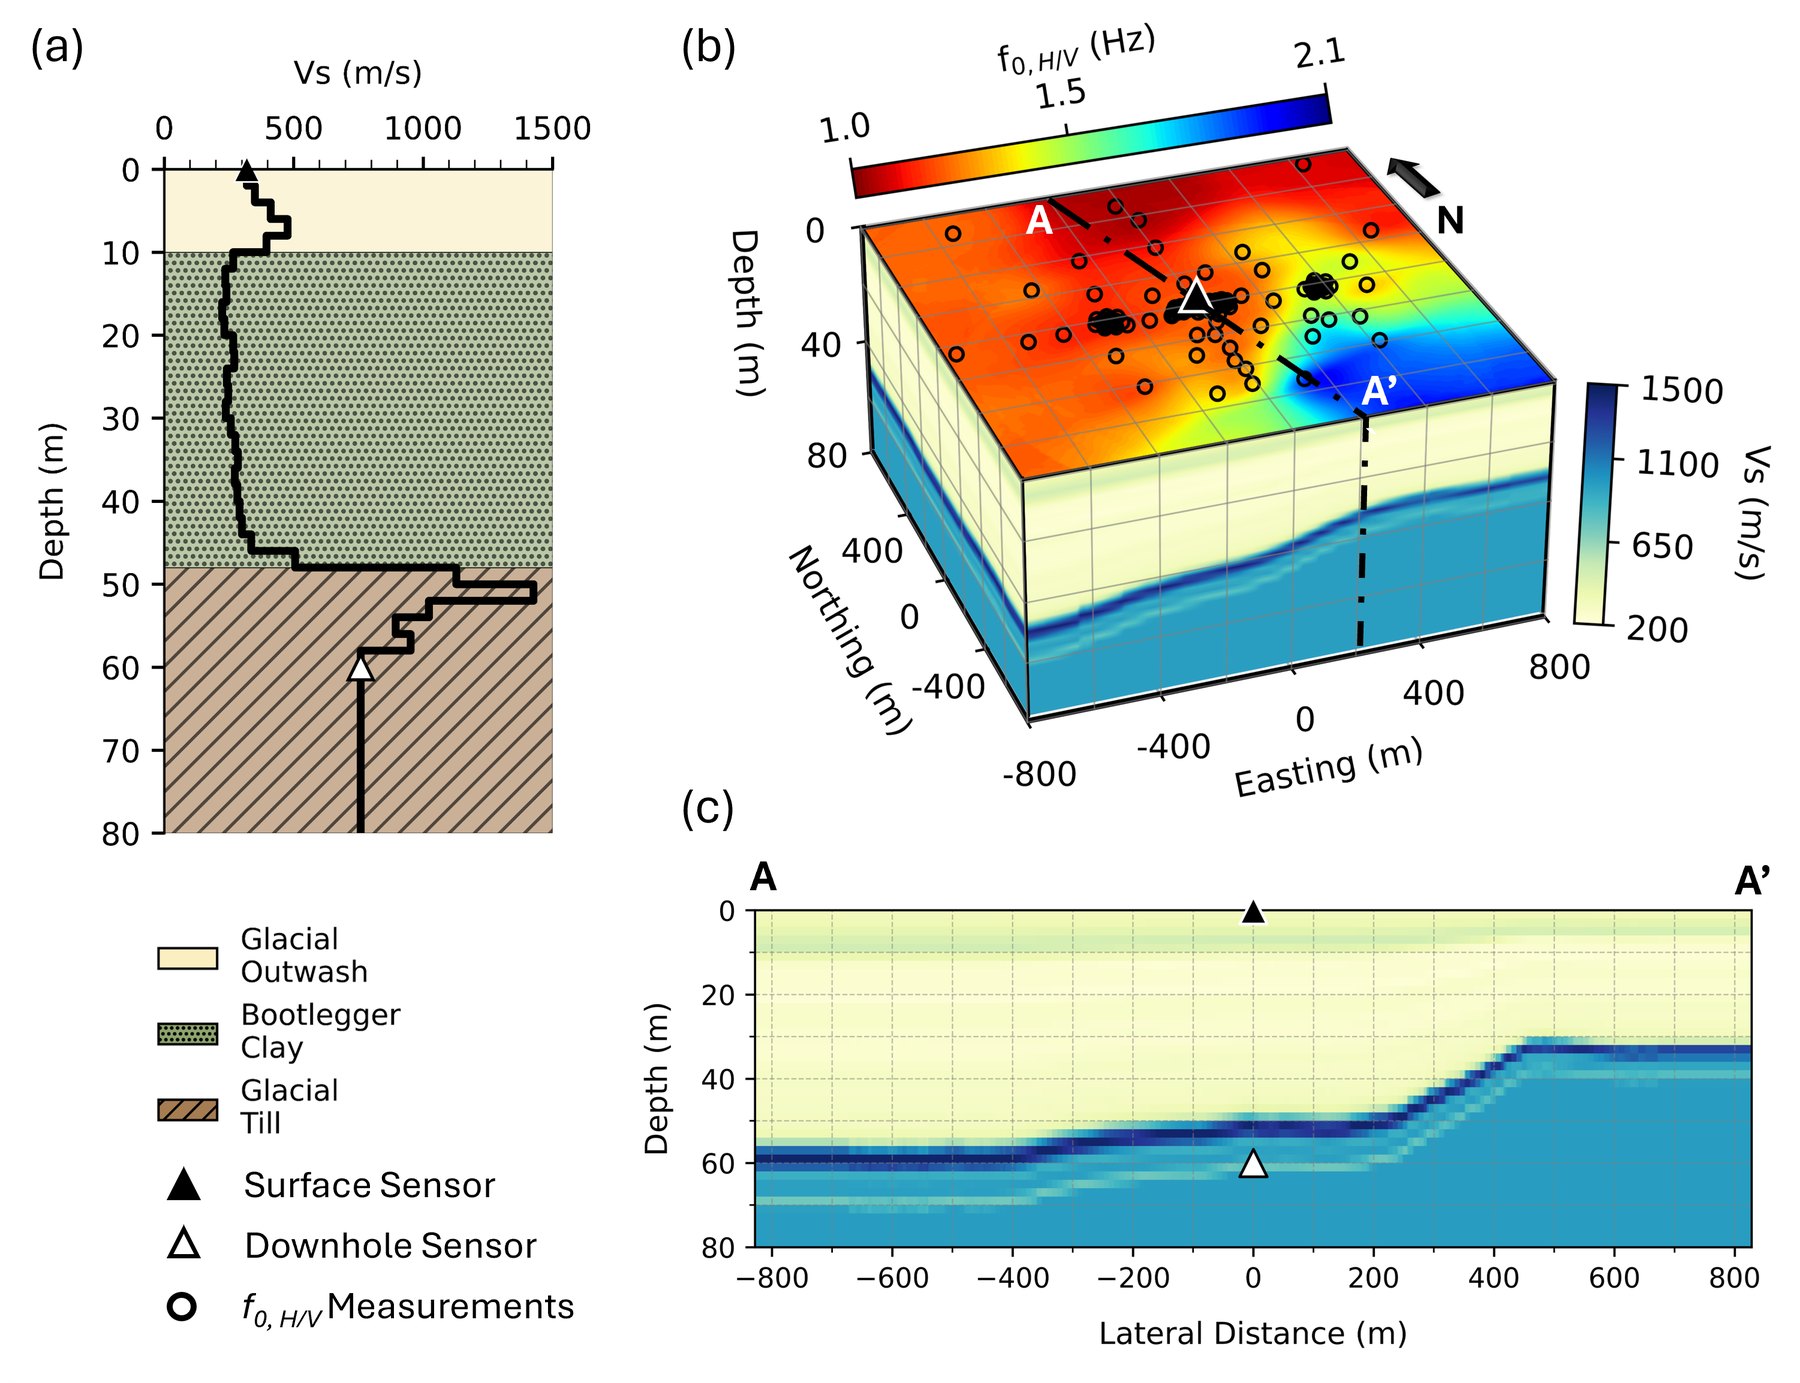 (a)
Vs (m/s)
0 500 1000 1500
0
10
20
30
40
50
60
70
80
Depth (m)
Glacial
Outwash
Bootlegger
Clay
Glacial
Till
Surface Sensor
Downhole Sensor
f0, H/V Measurements
(b)
f0, H/V (Hz)
1.0 1.5 2.1
N
A
A’
0
40
80
Depth (m)
400
0
-400
Northing (m)
-800 -400 0 400 800
Easting (m)
1500
1100
650
200
Vs (m/s)
(c)
A A’
0
20
40
60
80
Depth (m)
−800 −600 −400 −200 0 200 400 600 800
Lateral Distance (m)